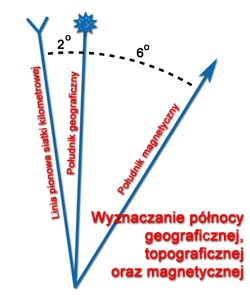 2°
6°
Linia pionowa siatki kilometrowej
Południk geograficzny
Południk magnetyczny
Wyznaczanie północy
geograficznej,
topograficznej
oraz magnetycznej